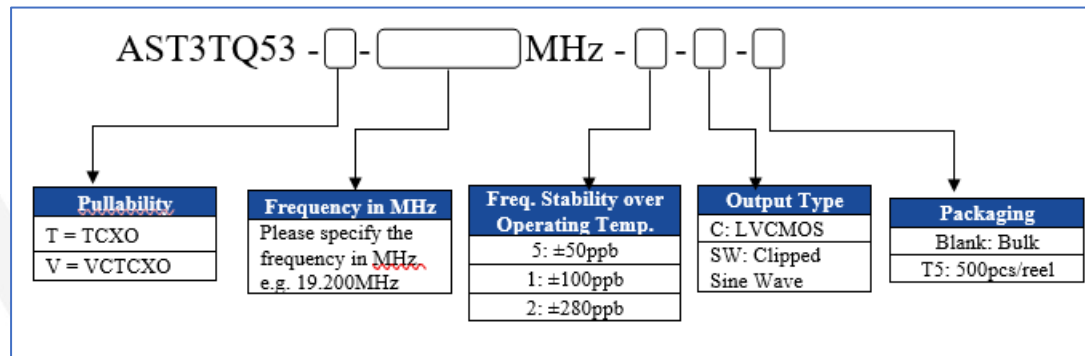 AST3TQ53 - - MHz - - -
Pullability
T = TCXO
V = VCTCXO
Frequency in MHz
Please specify the
frequency in MHz.
e.g. 19.200MHz
Freq. Stability over
Operating Temp.
5: ±50ppb
1: ±100ppb
2: ±280ppb
Output Type
C: LVCMOS
SW: Clipped
Sine Wave
Packaging
Blank: Bulk
T5: 500pcs/reel